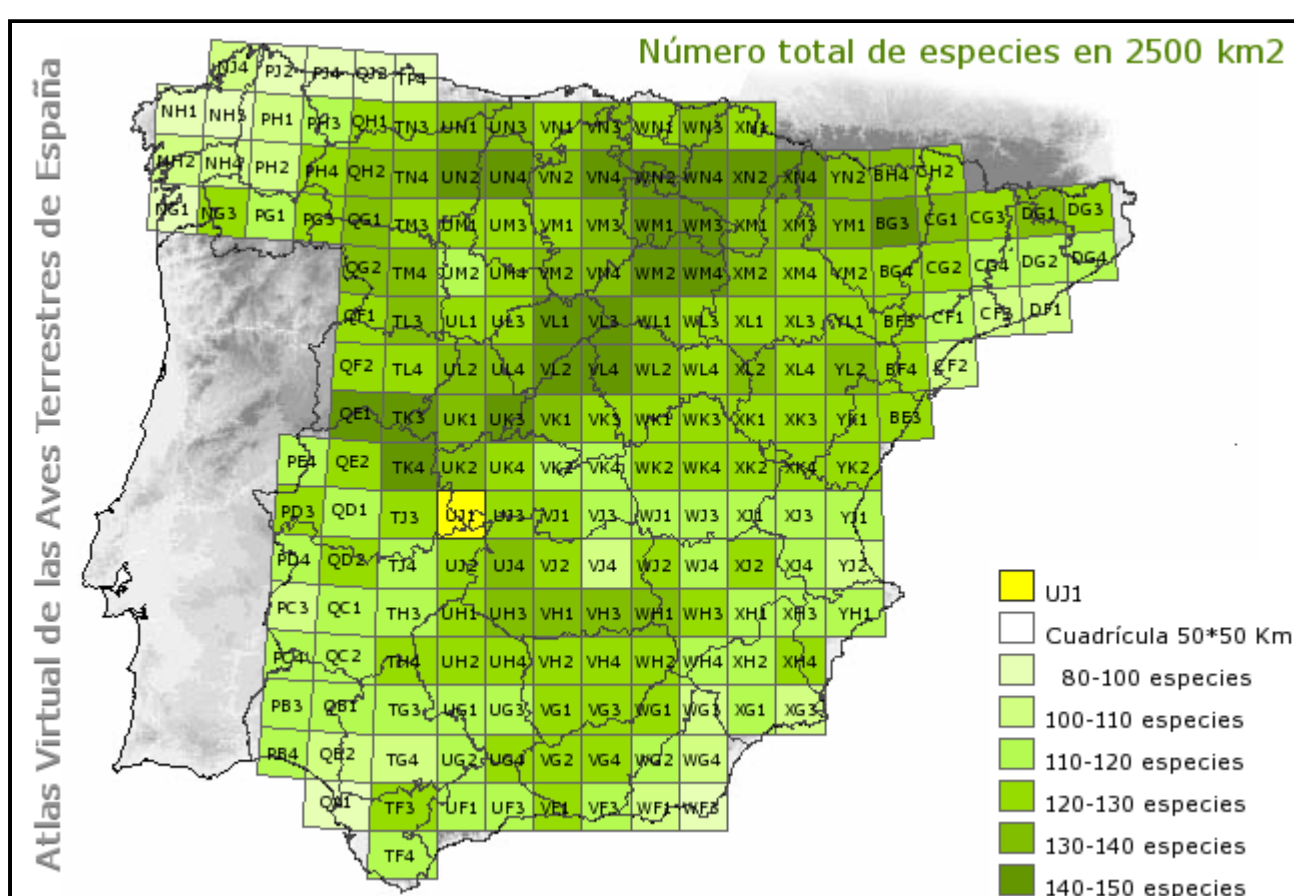 Número total de especies en 2500 km2
Atlas Virtual de las Aves Terrestres de España
NJ4 PJ2 PJ4 QJ2 TP4
NH1 NH3 PH1 PH3 QH1 TN3 UN1 UN3 VN1 VN3 WN1 WN3 XN1
NH2 NH4 PH2 PH4 QH2 TN4 UN2 UN4 VN2 VN4 WN2 WN4 XN2 XN4 YN2 BH4 CH2
NG1 NG3 PG1 PG3 QG1 TM3 UM1 UM3 VM1 VM3 WM1 WM3 XM1 XM3 YM1 BG3 CG1 CG3 DG1 DG3
QG2 TM4 UM2 UM4 VM2 VM4 WM2 WM4 XM2 XM4 YM2 BG4 CG2 CG4 DG2 DG4
QF1 TL3 UL1 UL3 VL1 VL3 WL1 WL3 XL1 XL3 YL1 BF3 CF1 CF3 DF1
QF2 TL4 UL2 UL4 VL2 VL4 WL2 WL4 XL2 XL4 YL2 BF4 CF2
QE1 TK3 UK1 UK3 VK1 VK3 WK1 WK3 XK1 XK3 YK1 BE3
PE4 QE2 TK4 UK2 UK4 VK2 VK4 WK2 WK4 XK2 XK4 YK2
PD3 QD1 TJ3 UJ1 UJ3 VJ1 VJ3 WJ1 WJ3 XJ1 XJ3 YJ1
PD4 QD2 TJ4 UJ2 UJ4 VJ2 VJ4 WJ2 WJ4 XJ2 XJ4 YJ2
PC3 QC1 TH3 UH1 UH3 VH1 VH3 WH1 WH3 XH1 XH3 YH1
PC4 QC2 TH4 UH2 UH4 VH2 VH4 WH2 WH4 XH2 XH4
PB3 QB1 TG3 UG1 UG3 VG1 VG3 WG1 WG3 XG1 XG3
PB4 QB2 TG4 UG2 UG4 VG2 VG4 WG2 WG4
QA1 TF3 UF1 UF3 VF1 VF3 WF1 WF3
TF4
UJ1
Cuadrícula 50*50 Km
80-100 especies
100-110 especies
110-120 especies
120-130 especies
130-140 especies
140-150 especies